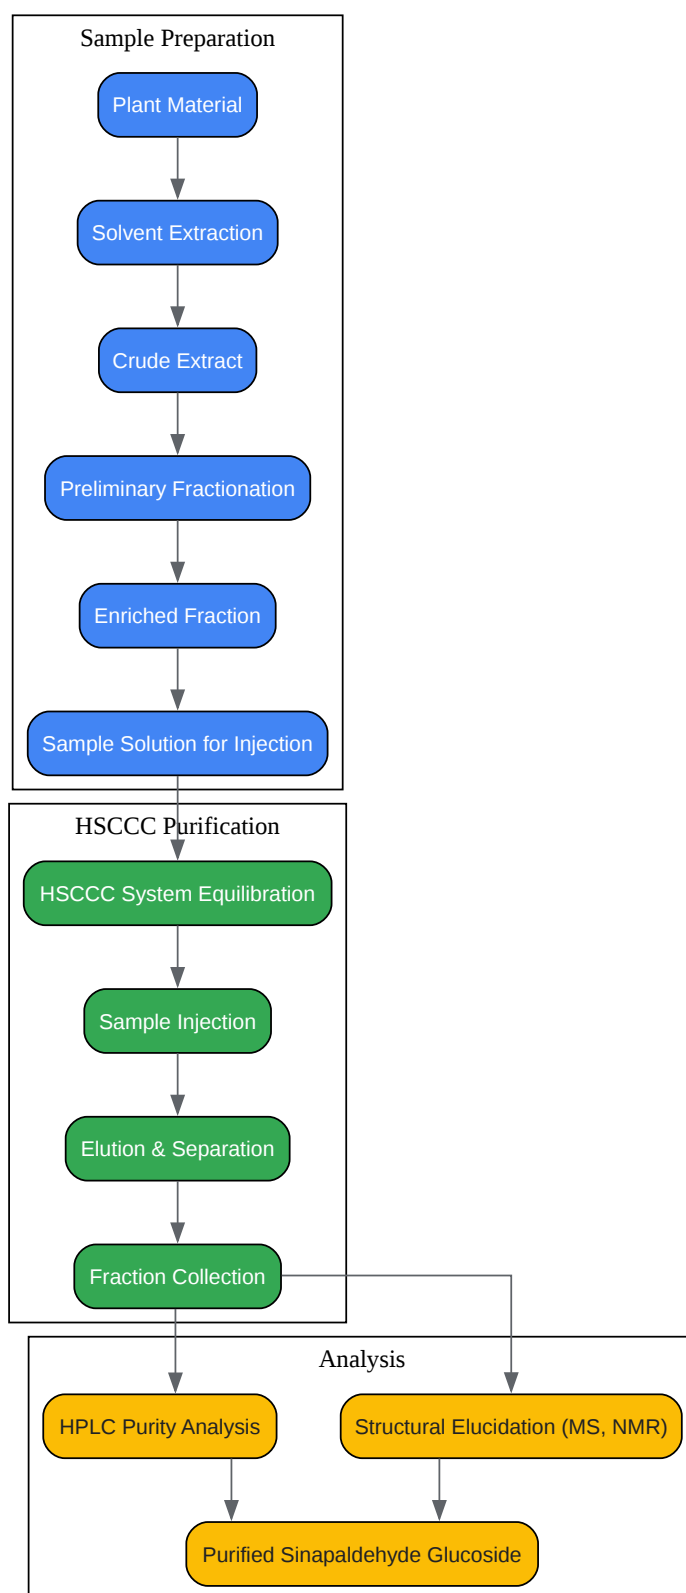 Sample Preparation
Plant Material
Solvent Extraction
Crude Extract
Preliminary Fractionation
Enriched Fraction
Sample Solution for Injection
HSCCC Purification
HSCCC System Equilibration
Sample Injection
Elution & Separation
Fraction Collection
Analysis
HPLC Purity Analysis
Structural Elucidation (MS, NMR)
Purified Sinapaldehyde Glucoside